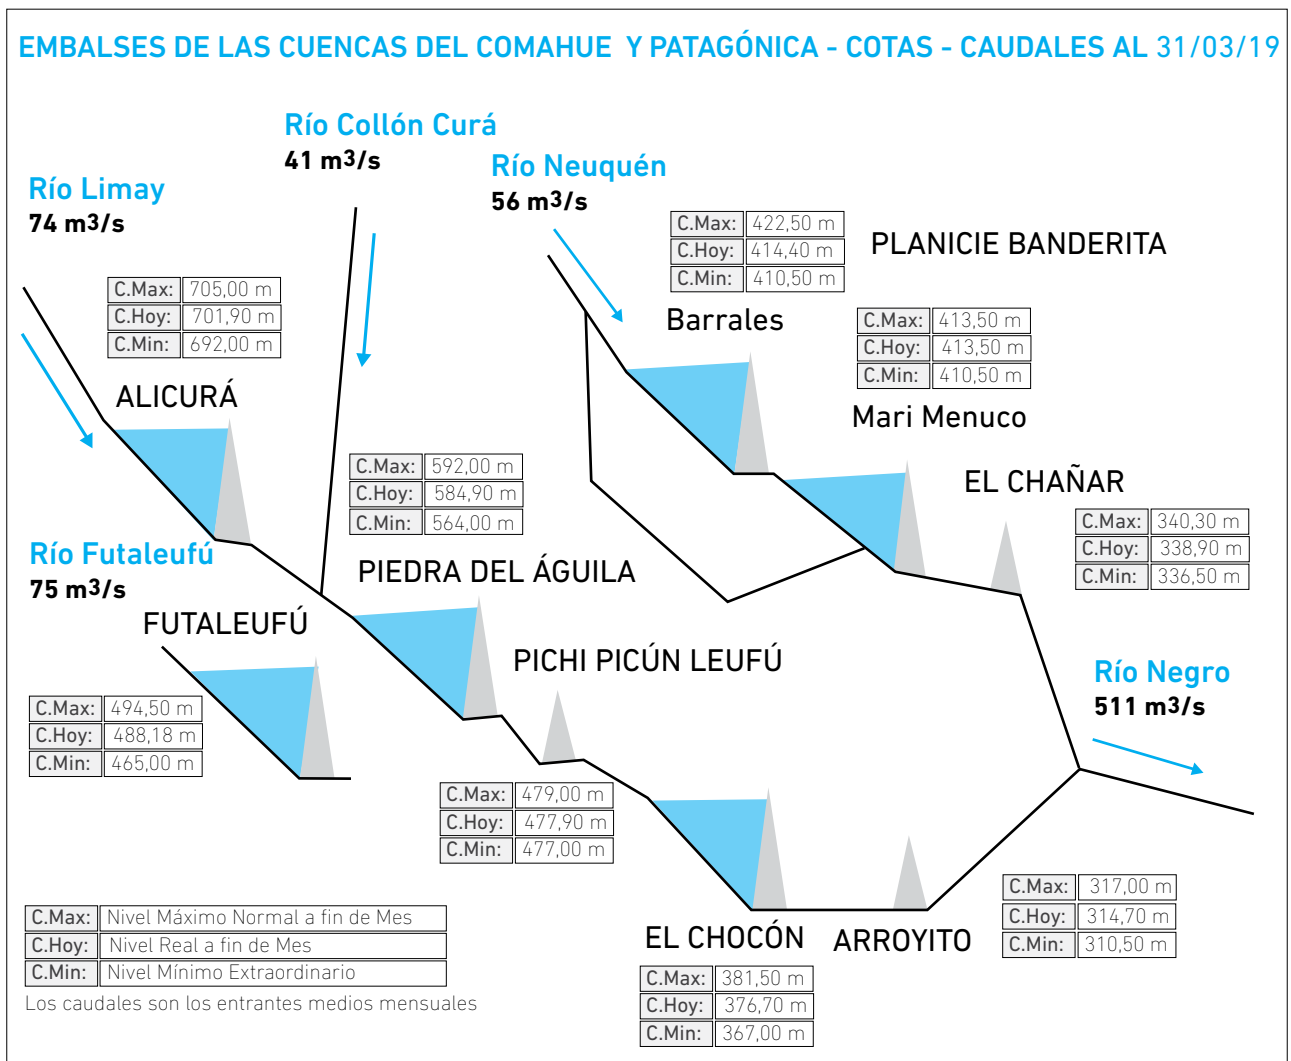 EMBALSES DE LAS CUENCAS DEL COMAHUE Y PATAGÓNICA - COTAS - CAUDALES AL 31/03/19
Río Collón Curá
41 m3/s
Río Neuquén
56 m3/s
Río Limay
74 m3/s
C.Max: 422,50 m
C.Hoy: 414,40 m
C.Min: 410,50 m
PLANICIE BANDERITA
Barrales
C.Max: 705,00 m
C.Hoy: 701,90 m
C.Min: 692,00 m
ALICURÁ
C.Max: 413,50 m
C.Hoy: 413,50 m
C.Min: 410,50 m
Mari Menuco
C.Max: 592,00 m
C.Hoy: 584,90 m
C.Min: 564,00 m
PIEDRA DEL ÁGUILA
EL CHAÑAR
C.Max: 340,30 m
C.Hoy: 338,90 m
C.Min: 336,50 m
Río Futaleufú
75 m3/s
FUTALEUFÚ
C.Max: 494,50 m
C.Hoy: 488,18 m
C.Min: 465,00 m
PICHI PICÚN LEUFÚ
C.Max: 479,00 m
C.Hoy: 477,90 m
C.Min: 477,00 m
Río Negro
511 m3/s
EL CHOCÓN
C.Max: 381,50 m
C.Hoy: 376,70 m
C.Min: 367,00 m
ARROYITO
C.Max: 317,00 m
C.Hoy: 314,70 m
C.Min: 310,50 m
C.Max: Nivel Máximo Normal a fin de Mes
C.Hoy: Nivel Real a fin de Mes
C.Min: Nivel Mínimo Extraordinario
Los caudales son los entrantes medios mensuales